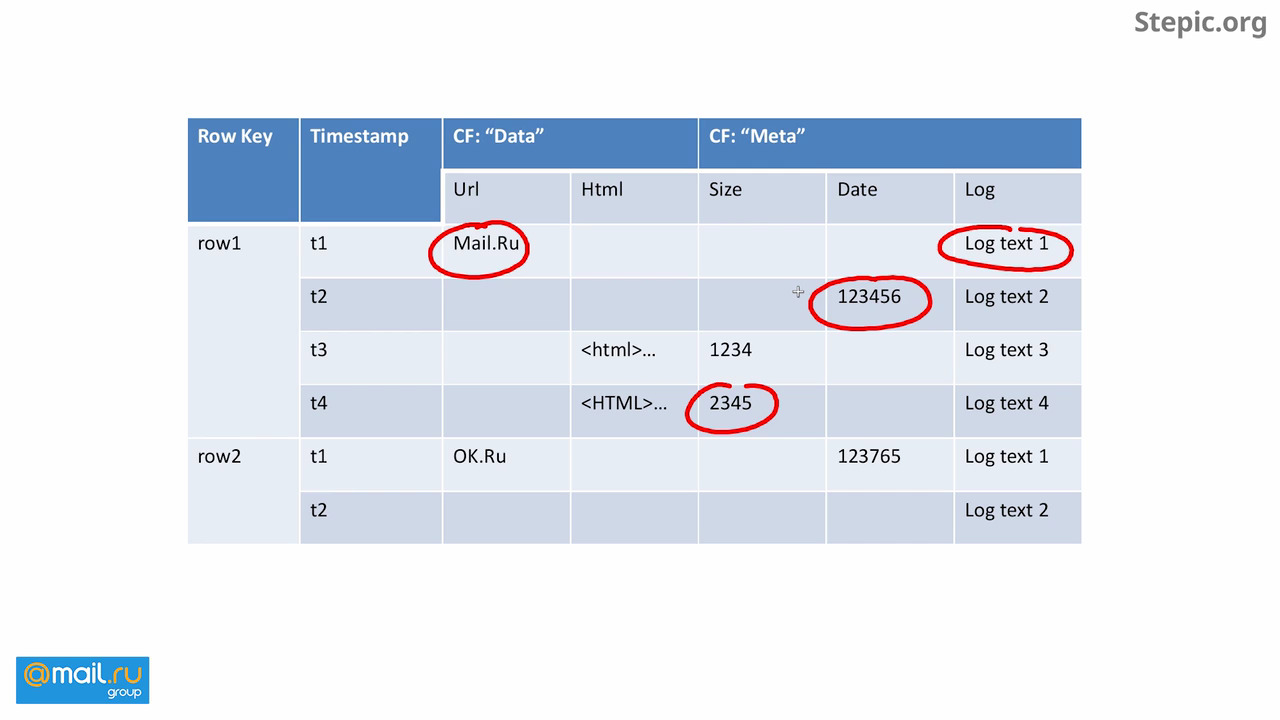 Stepic.org
Row Key Timestamp CF: “Data” CF: “Meta”
Url Html Size Date Log
row1 t1 Mail.Ru Log text 1
t2 123456 Log text 2
t3 <html>... 1234 Log text 3
t4 <HTML>... 2345 Log text 4
row2 t1 OK.Ru 123765 Log text 1
t2 Log text 2
@mail.ru
group